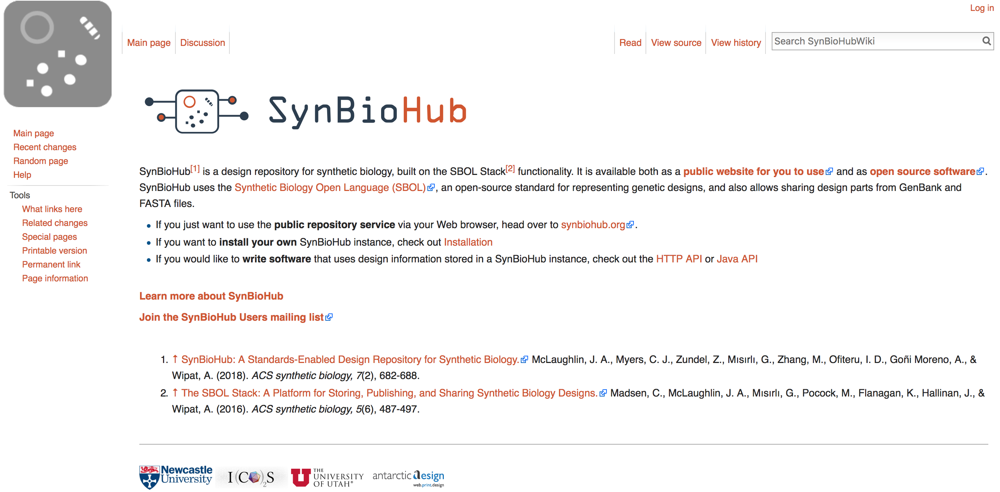 Log in
Main page
Discussion
Read
View source
View history
Search SynBioHubWiki
SynBioHub
Main page
Recent changes
Random page
Help
Tools
What links here
Related changes
Special pages
Printable version
Permanent link
Page information
SynBioHub[1] is a design repository for synthetic biology, built on the SBOL Stack[2] functionality. It is available both as a public website for you to use and as open source software.
SynBioHub uses the Synthetic Biology Open Language (SBOL), an open-source standard for representing genetic designs, and also allows sharing design parts from GenBank and
FASTA files.
• If you just want to use the public repository service via your Web browser, head over to synbiohub.org.
• If you want to install your own SynBioHub instance, check out Installation
• If you would like to write software that uses design information stored in a SynBioHub instance, check out the HTTP API or Java API
Learn more about SynBioHub
Join the SynBioHub Users mailing list
1. ↑ SynBioHub: A Standards-Enabled Design Repository for Synthetic Biology. McLaughlin, J. A., Myers, C. J., Zundel, Z., Mısırlı, G., Zhang, M., Ofiteru, I. D., Goñi Moreno, A., &
Wipat, A. (2018). ACS synthetic biology, 7(2), 682-688.
2. ↑ The SBOL Stack: A Platform for Storing, Publishing, and Sharing Synthetic Biology Designs. Madsen, C., McLaughlin, J. A., Mısırlı, G., Pocock, M., Flanagan, K., Hallinan, J., &
Wipat, A. (2016). ACS synthetic biology, 5(6), 487-497.
Newcastle
University
I(CO)2S
U
THE
UNIVERSITY
OF UTAH®
antarctic design
web.print.design